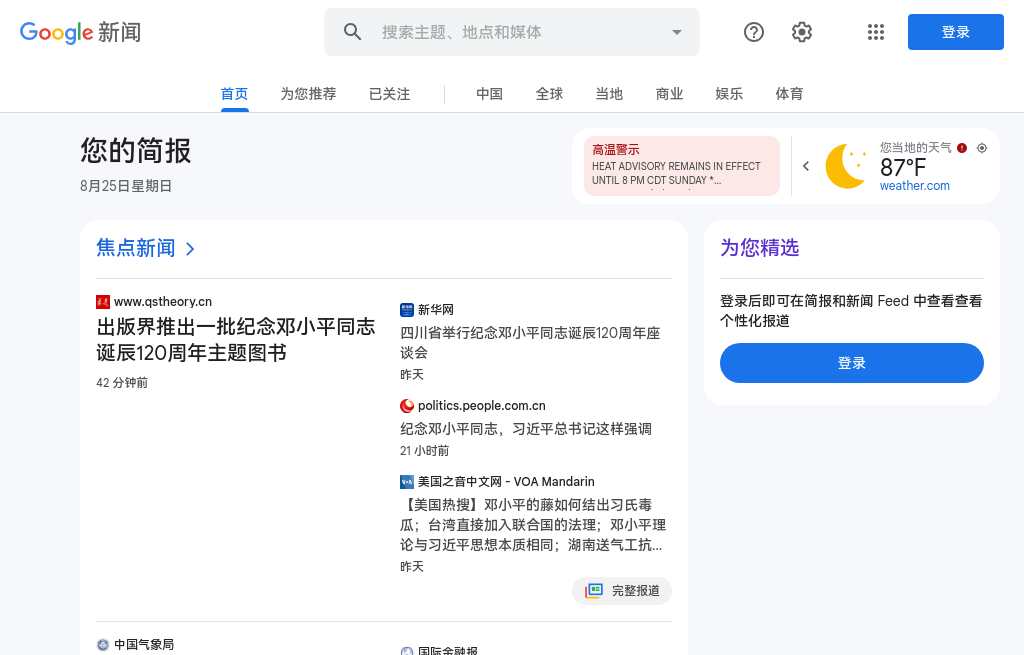 Google 新闻
搜索主题、地点和媒体
登录
首页
为您推荐
已关注
中国
全球
当地
商业
娱乐
体育
您的简报
8月25日星期日
高温警示
HEAT ADVISORY REMAINS IN EFFECT
UNTIL 8 PM CDT SUNDAY *...
您当地的天气
87°F
weather.com
焦点新闻
www.qstheory.cn
出版界推出一批纪念邓小平同志
诞辰120周年主题图书
42 分钟前
新华网
四川省举行纪念邓小平同志诞辰120周年座
谈会
昨天
politics.people.com.cn
纪念邓小平同志，习近平总书记这样强调
21 小时前
美国之音中文网 - VOA Mandarin
【美国热搜】邓小平的藤如何结出习氏毒
瓜；台湾直接加入联合国的法理；邓小平理
论与习近平思想本质相同；湖南送气工抗…
昨天
完整报道
中国气象局
国际金融报
为您精选
登录后即可在简报和新闻 Feed 中查看查看
个性化报道
登录